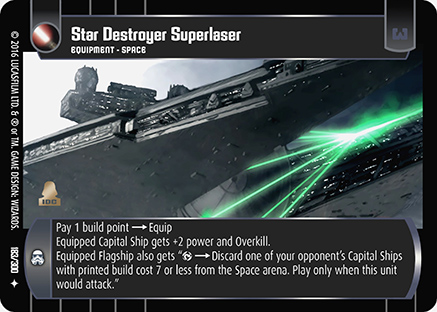 Star Destroyer Superlaser
EQUIPMENT - SPACE
© 2016 LUCASFILM LTD. & ® or TM. GAME DESIGN: WIZARDS.
183/300
IDC
Pay 1 build point → Equip
Equipped Capital Ship gets +2 power and Overkill.
Equipped Flagship also gets “ → Discard one of your opponent's Capital Ships
with printed build cost 7 or less from the Space arena. Play only when this unit
would attack.”